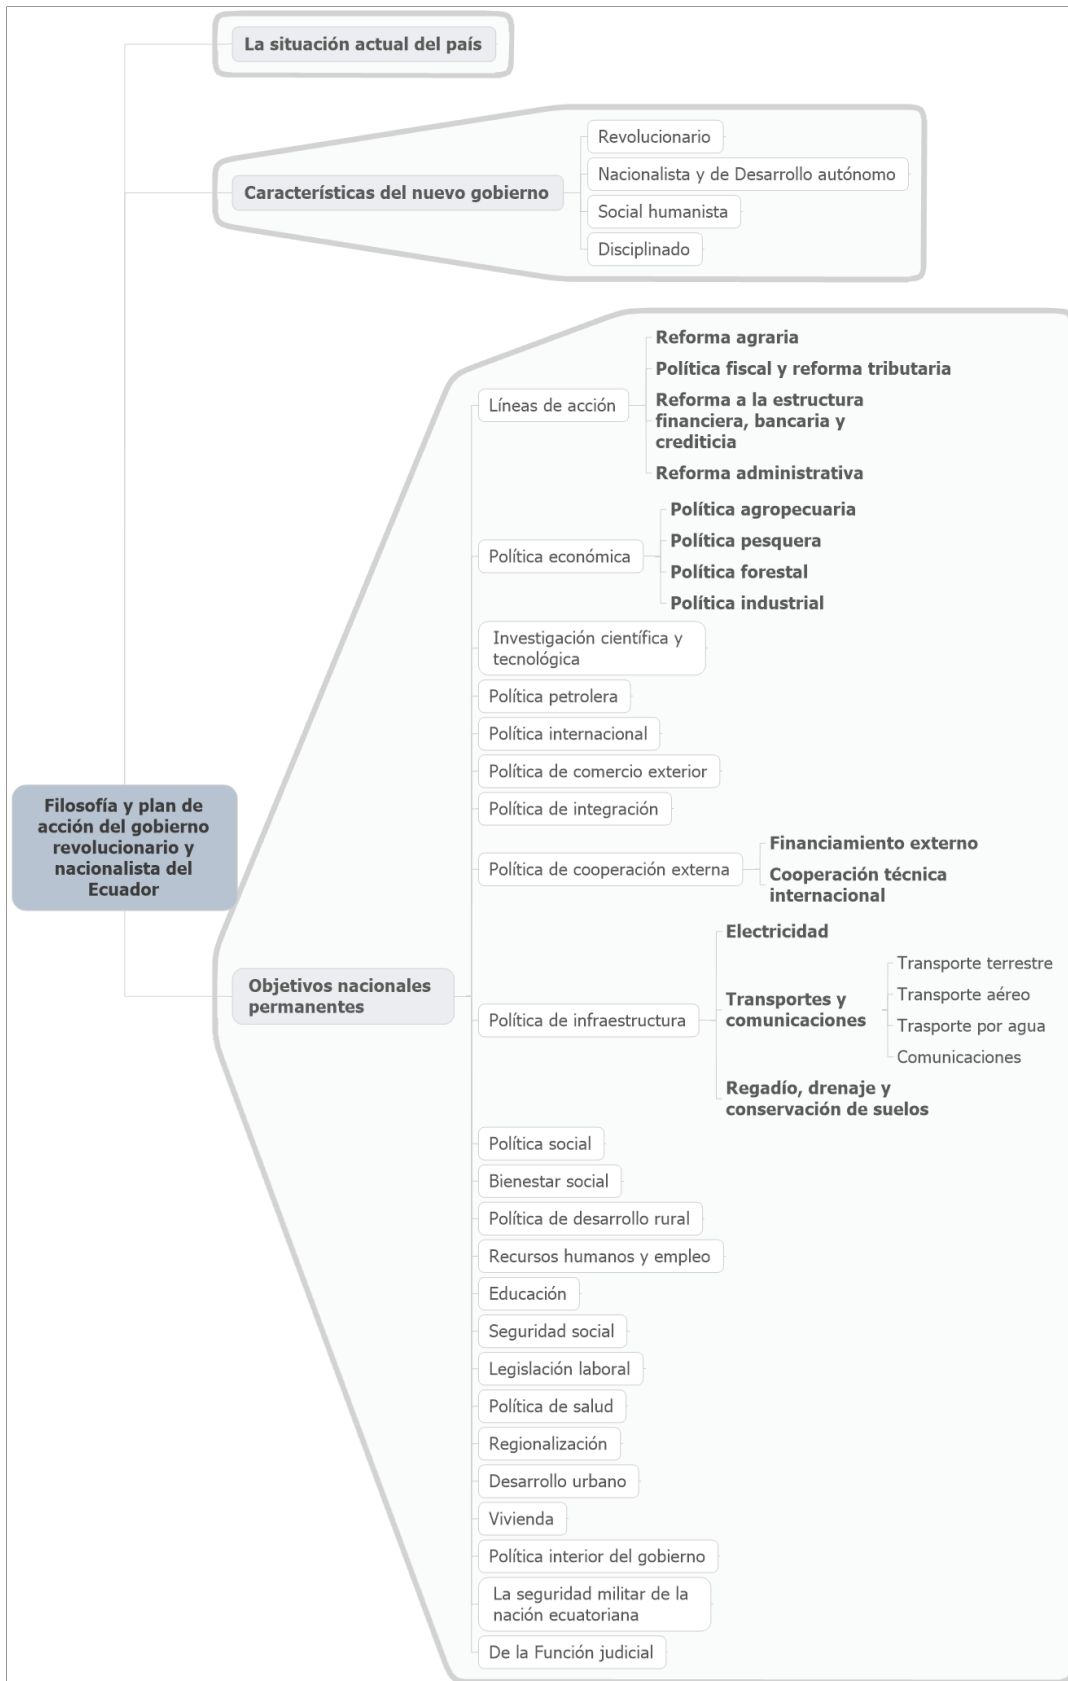 La situación actual del país
Características del nuevo gobierno
Revolucionario
Nacionalista y de Desarrollo autónomo
Social humanista
Disciplinado
Filosofía y plan de
acción del gobierno
revolucionario y
nacionalista del
Ecuador
Objetivos nacionales
permanentes
Líneas de acción
Reforma agraria
Política fiscal y reforma tributaria
Reforma a la estructura
financiera, bancaria y
crediticia
Reforma administrativa
Política económica
Política agropecuaria
Política pesquera
Política forestal
Política industrial
Investigación científica y
tecnológica
Política petrolera
Política internacional
Política de comercio exterior
Política de integración
Política de cooperación externa
Financiamiento externo
Cooperación técnica
internacional
Política de infraestructura
Electricidad
Transportes y
comunicaciones
Transporte terrestre
Transporte aéreo
Trasporte por agua
Comunicaciones
Regadío, drenaje y
conservación de suelos
Política social
Bienestar social
Política de desarrollo rural
Recursos humanos y empleo
Educación
Seguridad social
Legislación laboral
Política de salud
Regionalización
Desarrollo urbano
Vivienda
Política interior del gobierno
La seguridad militar de la
nación ecuatoriana
De la Función judicial